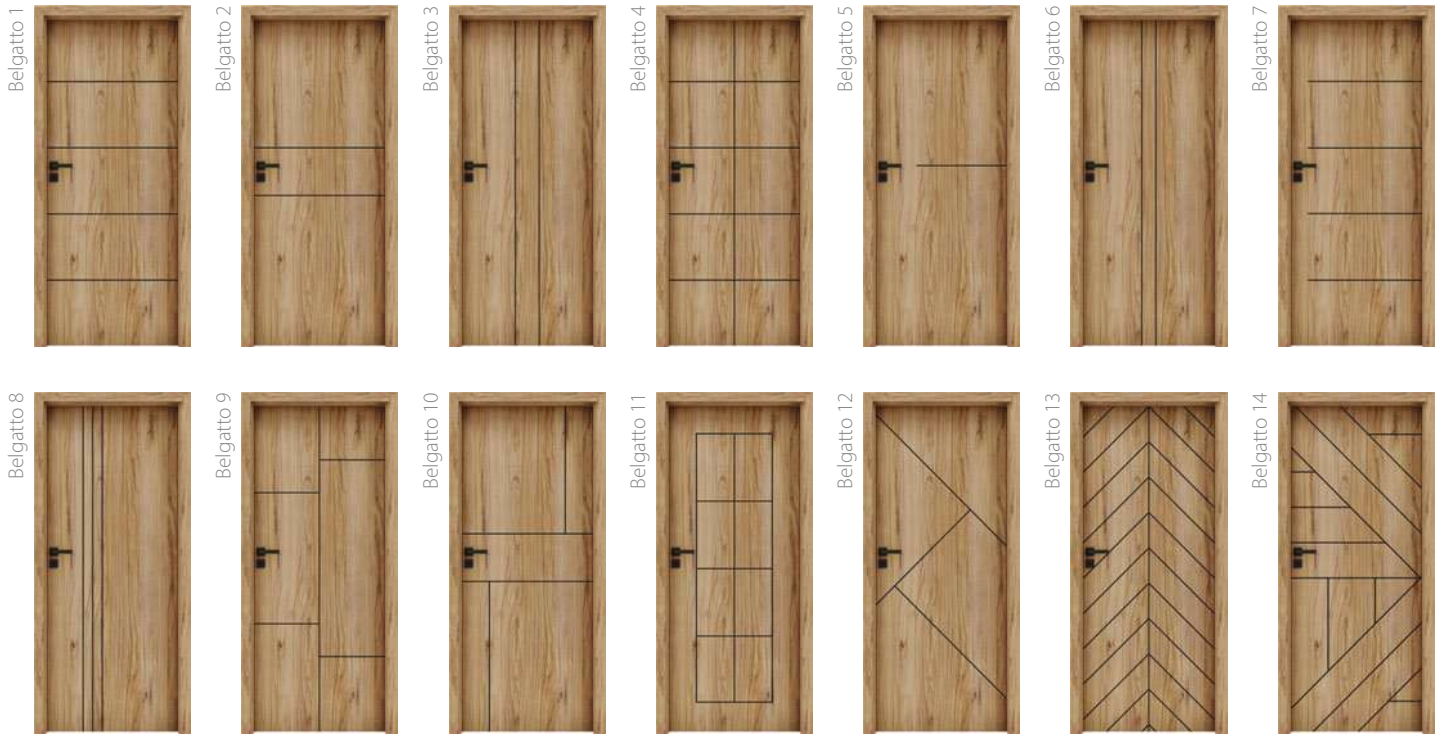 Belgatto 1
Belgatto 2
Belgatto 3
Belgatto 4
Belgatto 5
Belgatto 6
Belgatto 7
Belgatto 8
Belgatto 9
Belgatto 10
Belgatto 11
Belgatto 12
Belgatto 13
Belgatto 14